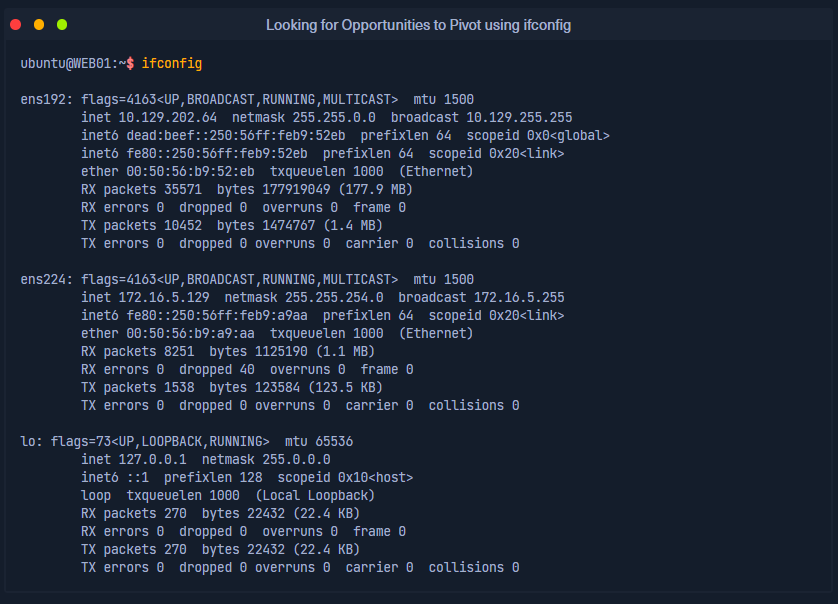 Looking for Opportunities to Pivot using ifconfig
ubuntu@WEB01:~$ ifconfig
ens192: flags=4163<UP,BROADCAST,RUNNING,MULTICAST>  mtu 1500
        inet 10.129.202.64  netmask 255.255.0.0  broadcast 10.129.255.255
        inet6 dead:beef::250:56ff:feb9:52eb  prefixlen 64  scopeid 0x0<global>
        inet6 fe80::250:56ff:feb9:52eb  prefixlen 64  scopeid 0x20<link>
        ether 00:50:56:b9:52:eb  txqueuelen 1000  (Ethernet)
        RX packets 35571  bytes 177919049 (177.9 MB)
        RX errors 0  dropped 0  overruns 0  frame 0
        TX packets 10452  bytes 1474767 (1.4 MB)
        TX errors 0  dropped 0 overruns 0  carrier 0  collisions 0
ens224: flags=4163<UP,BROADCAST,RUNNING,MULTICAST>  mtu 1500
        inet 172.16.5.129  netmask 255.255.254.0  broadcast 172.16.5.255
        inet6 fe80::250:56ff:feb9:a9aa  prefixlen 64  scopeid 0x20<link>
        ether 00:50:56:b9:a9:aa  txqueuelen 1000  (Ethernet)
        RX packets 8251  bytes 1125190 (1.1 MB)
        RX errors 0  dropped 40  overruns 0  frame 0
        TX packets 1538  bytes 123584 (123.5 KB)
        TX errors 0  dropped 0 overruns 0  carrier 0  collisions 0
lo: flags=73<UP,LOOPBACK,RUNNING>  mtu 65536
        inet 127.0.0.1  netmask 255.0.0.0
        inet6 ::1  prefixlen 128  scopeid 0x10<host>
        loop  txqueuelen 1000  (Local Loopback)
        RX packets 270  bytes 22432 (22.4 KB)
        RX errors 0  dropped 0  overruns 0  frame 0
        TX packets 270  bytes 22432 (22.4 KB)
        TX errors 0  dropped 0 overruns 0  carrier 0  collisions 0